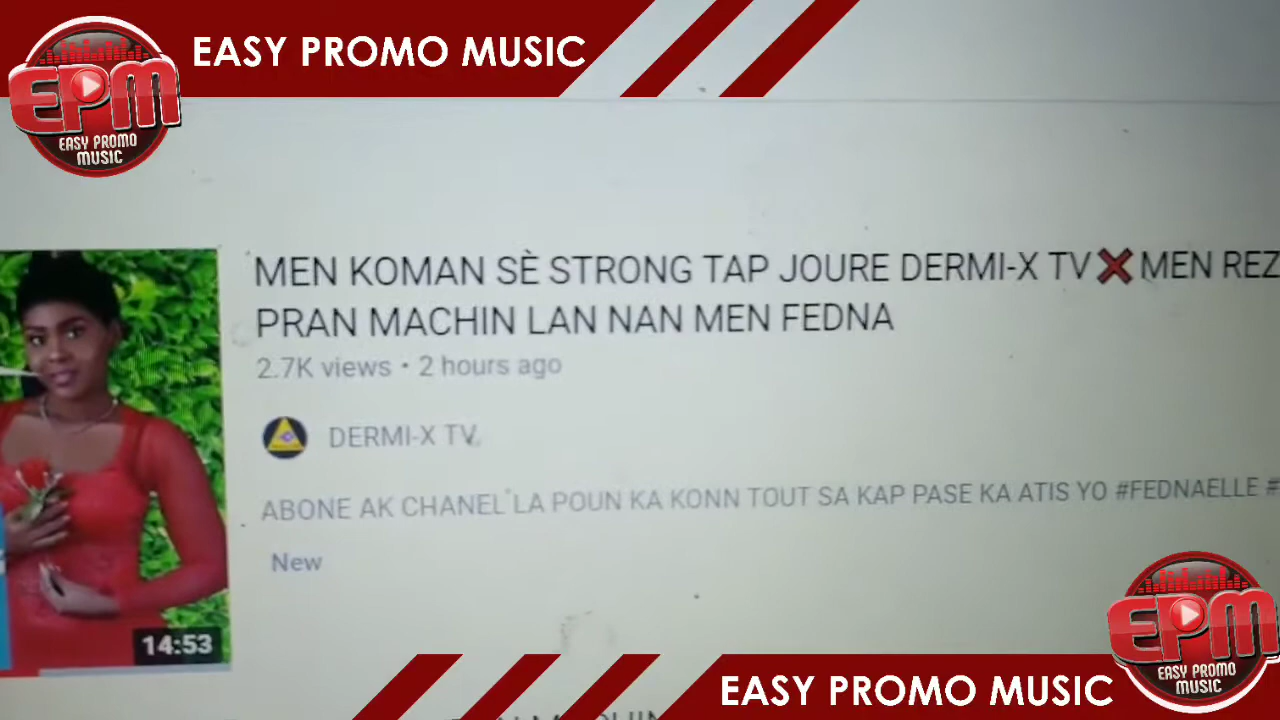 EPM
EASY PROMO
MUSIC
EASY PROMO MUSIC
MEN KOMAN SÈ STRONG TAP JOURE DERMI-X TV❌MEN REZ
PRAN MACHIN LAN NAN MEN FEDNA
2.7K views • 2 hours ago
DERMI-X TV
ABONE AK CHANEL LA POUN KA KONN TOUT SA KAP PASE KA ATIS YO #FEDNAELLE #
New
14:53
EASY PROMO MUSIC
EPM
EASY PROMO
MUSIC